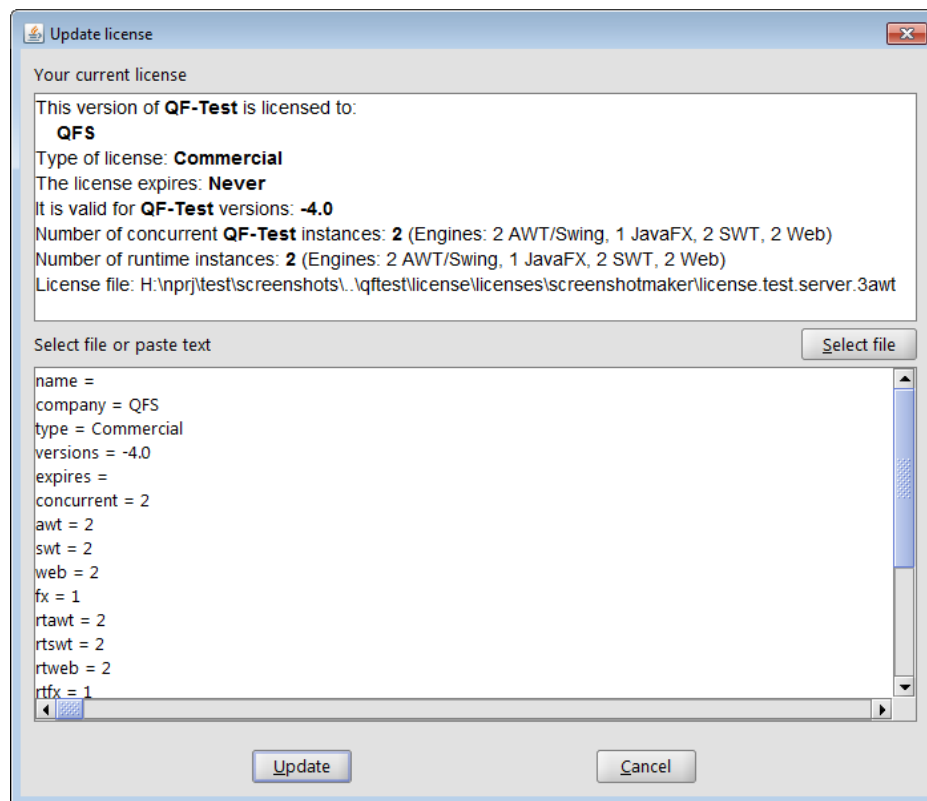 Update license
Your current license
This version of QF-Test is licensed to:
QFS
Type of license: Commercial
The license expires: Never
It is valid for QF-Test versions: -4.0
Number of concurrent QF-Test instances: 2 (Engines: 2 AWT/Swing, 1 JavaFX, 2 SWT, 2 Web)
Number of runtime instances: 2 (Engines: 2 AWT/Swing, 1 JavaFX, 2 SWT, 2 Web)
License file: H:\nprj\test\screenshots\..\qftest\license\licenses\screenshotmaker\license.test.server.3awt
Select file or paste text
Select file
name =
company = QFS
type = Commercial
versions = -4.0
expires =
concurrent = 2
awt = 2
swt = 2
web = 2
fx = 1
rtawt = 2
rtswt = 2
rtweb = 2
rtfx = 1
Update
Cancel